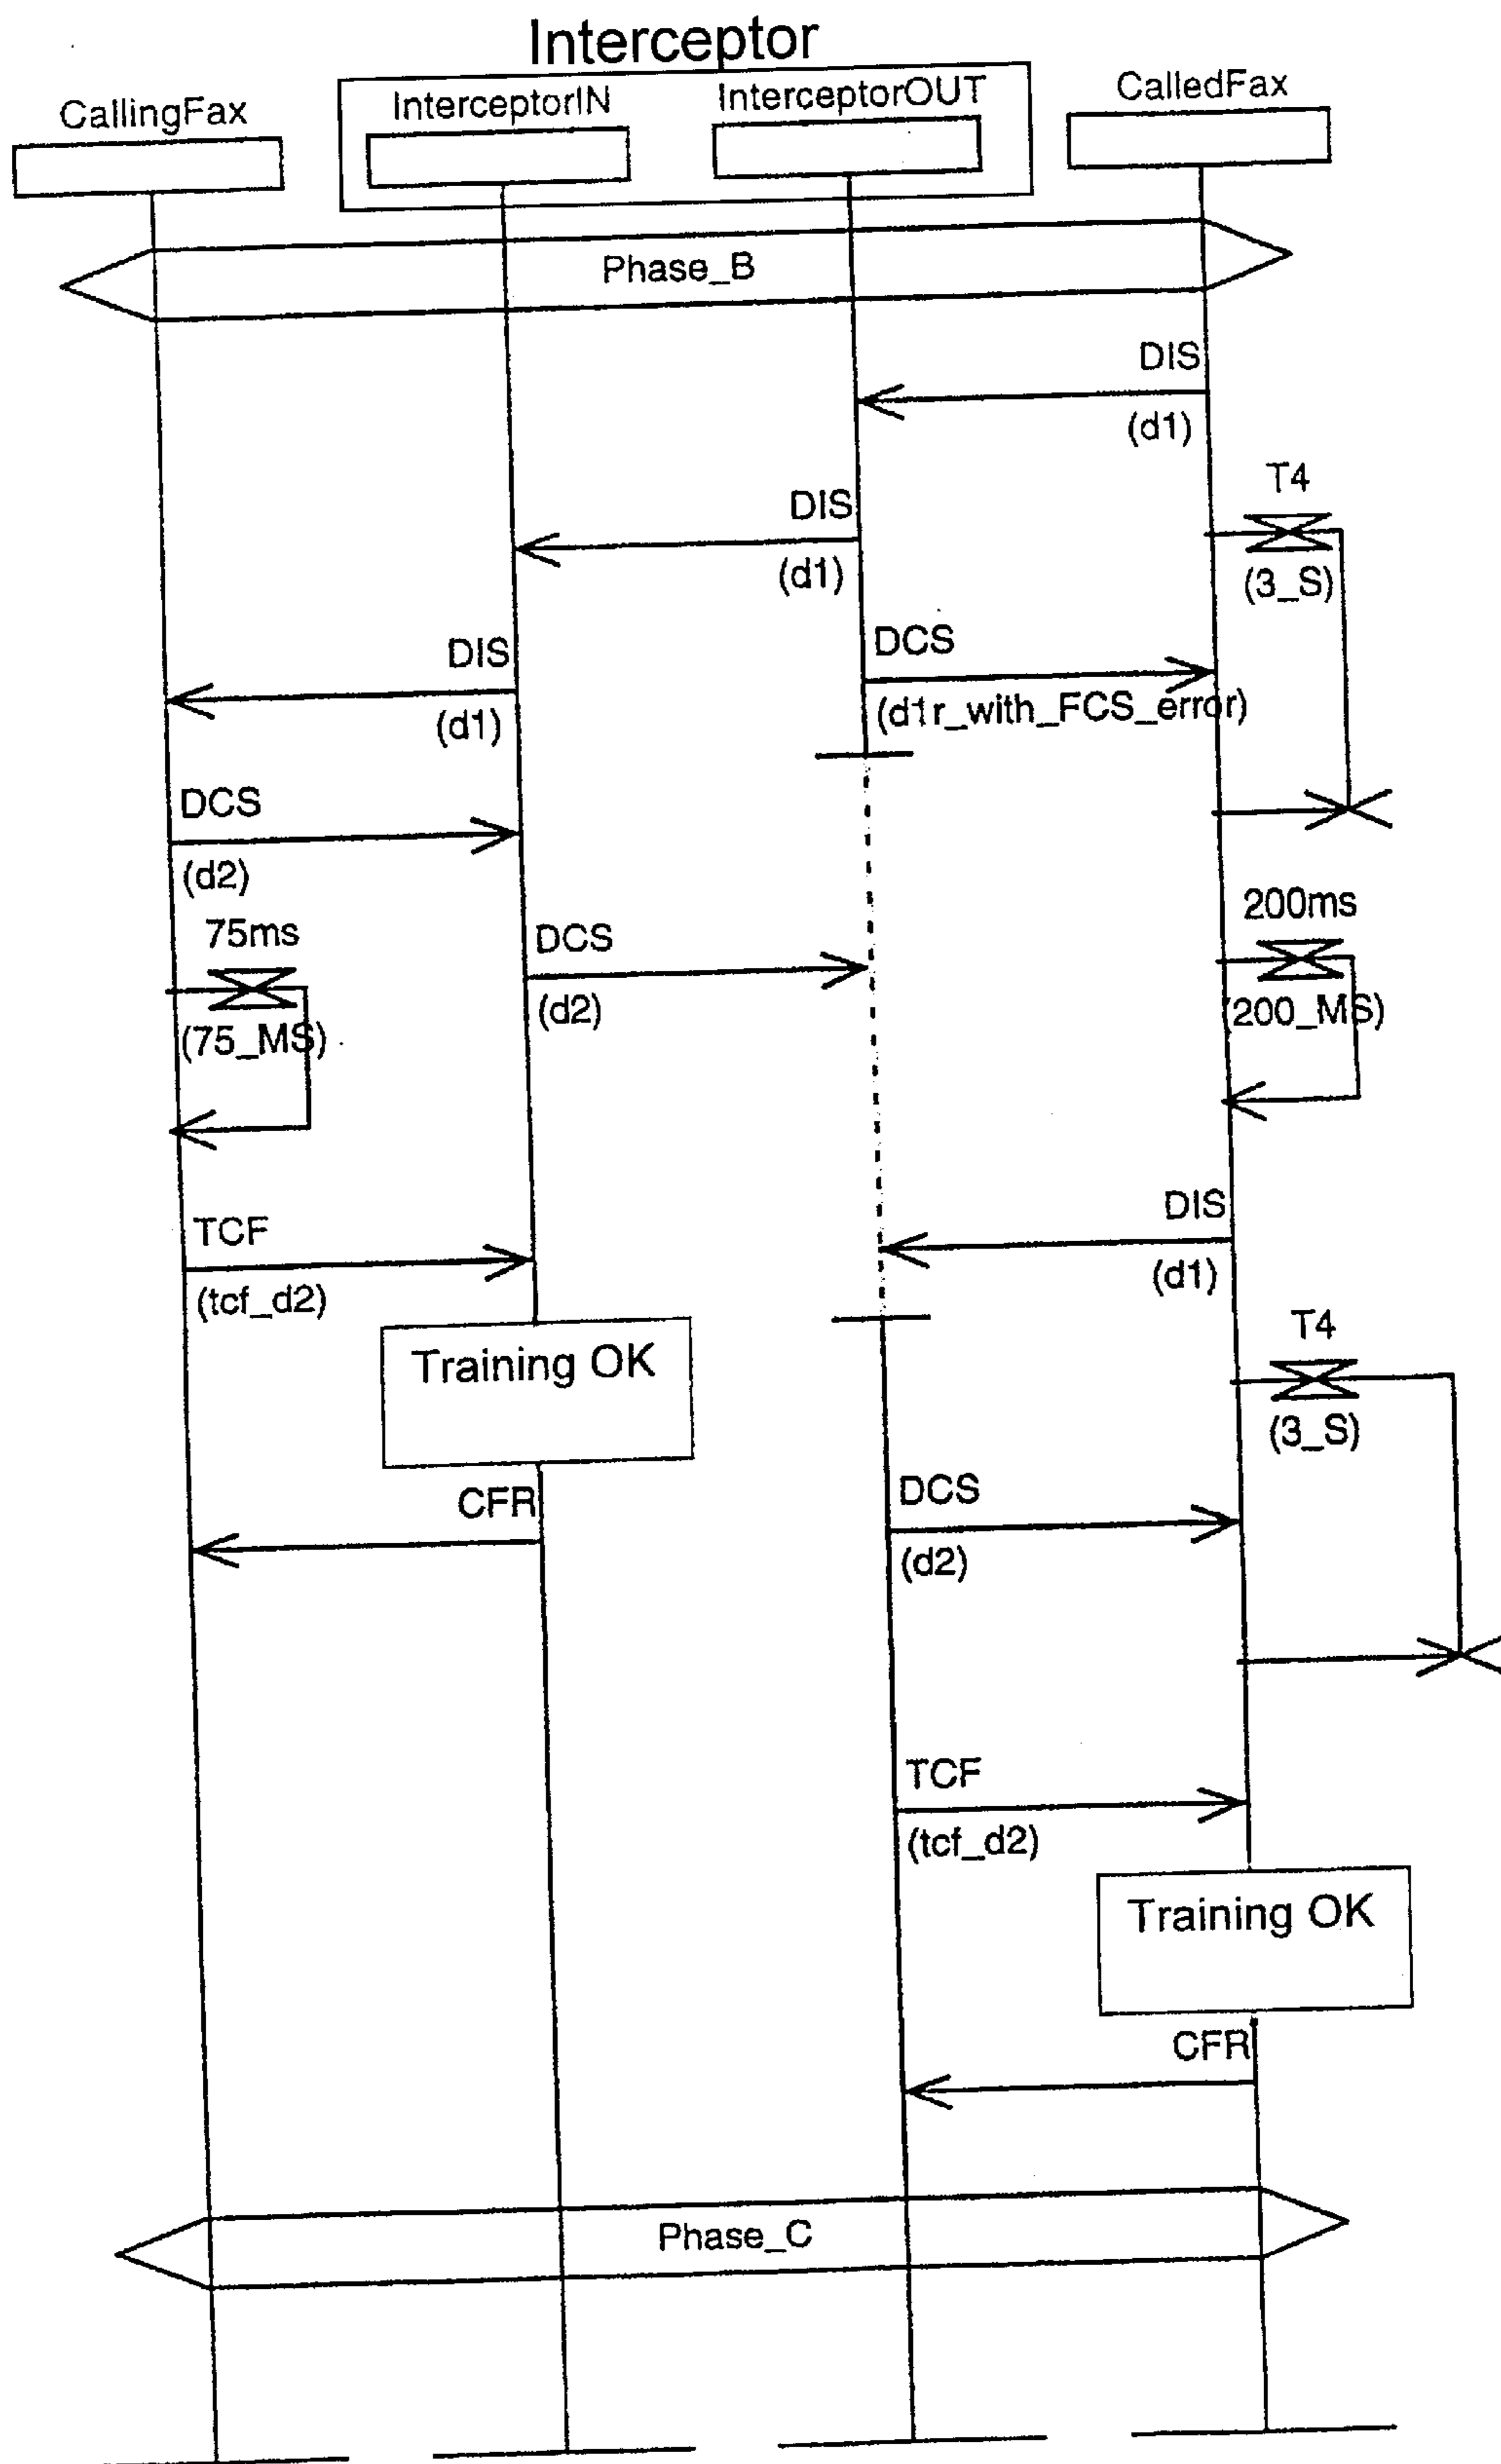 Interceptor
CallingFax
InterceptorIN
InterceptorOUT
CalledFax
Phase_B
DIS
(d1)
T4
(3_S)
DIS
(d1)
DCS
(d1r_with_FCS_error)
DIS
(d1)
DCS
(d2)
75ms
(75_MS)
DCS
(d2)
200ms
(200_MS)
DIS
(d1)
TCF
(tcf_d2)
T4
(3_S)
Training OK
CFR
DCS
(d2)
TCF
(tcf_d2)
Training OK
CFR
Phase_C